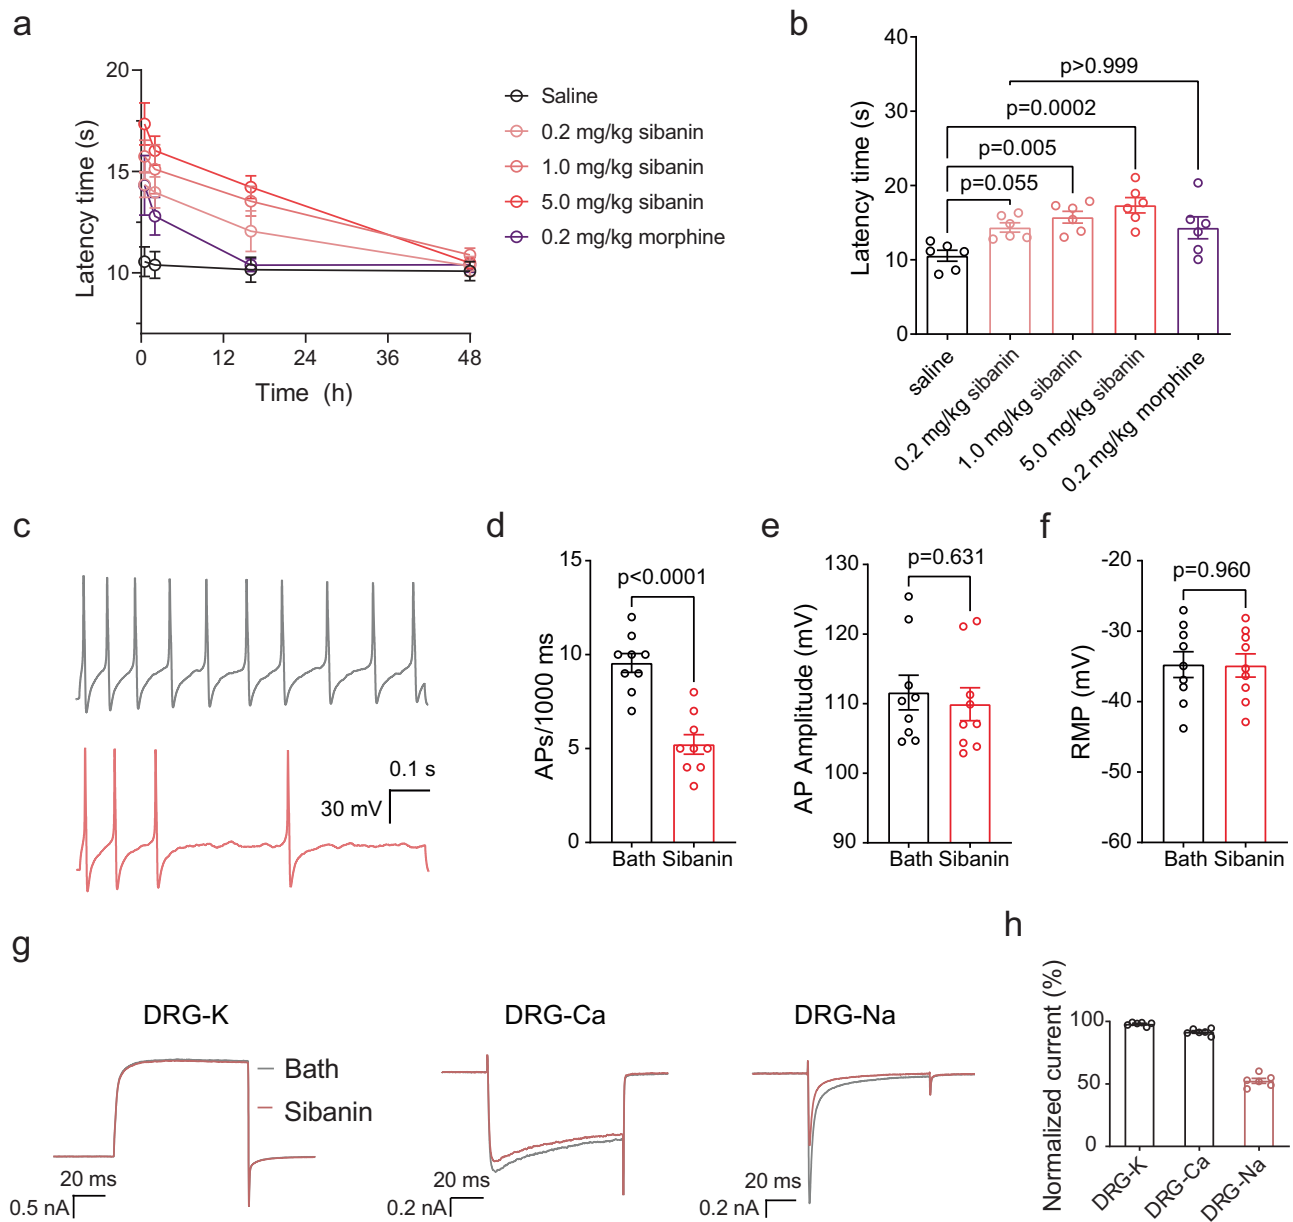 a
20
15
10
Latency time (s)
0
12
24
36
48
Time (h)
Saline
0.2 mg/kg sibanin
1.0 mg/kg sibanin
5.0 mg/kg sibanin
0.2 mg/kg morphine
b
40
30
20
10
0
Latency time (s)
p>0.999
p=0.0002
p=0.005
p=0.055
saline
0.2 mg/kg sibanin
1.0 mg/kg sibanin
5.0 mg/kg sibanin
0.2 mg/kg morphine
c
0.1 s
30 mV
d
15
10
5
0
APs/1000 ms
p<0.0001
Bath
Sibanin
e
130
120
110
100
90
AP Amplitude (mV)
p=0.631
Bath
Sibanin
f
-20
-30
-40
-50
-60
RMP (mV)
p=0.960
Bath
Sibanin
g
DRG-K
Bath
Sibanin
20 ms
0.5 nA
DRG-Ca
20 ms
0.2 nA
DRG-Na
20 ms
0.2 nA
h
100
50
0
Normalized current (%)
DRG-K
DRG-Ca
DRG-Na